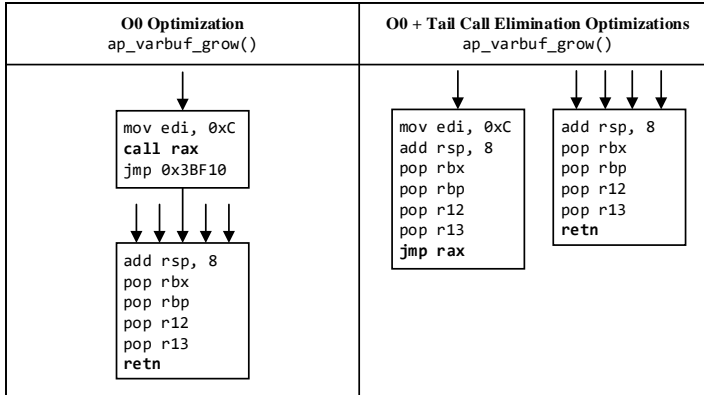 O0 Optimization
ap_varbuf_grow()
mov edi, 0xC
call rax
jmp 0x3BF10
add rsp, 8
pop rbx
pop rbp
pop r12
pop r13
retn
O0 + Tail Call Elimination Optimizations
ap_varbuf_grow()
mov edi, 0xC
add rsp, 8
pop rbx
pop rbp
pop r12
pop r13
jmp rax
add rsp, 8
pop rbx
pop rbp
pop r12
pop r13
retn